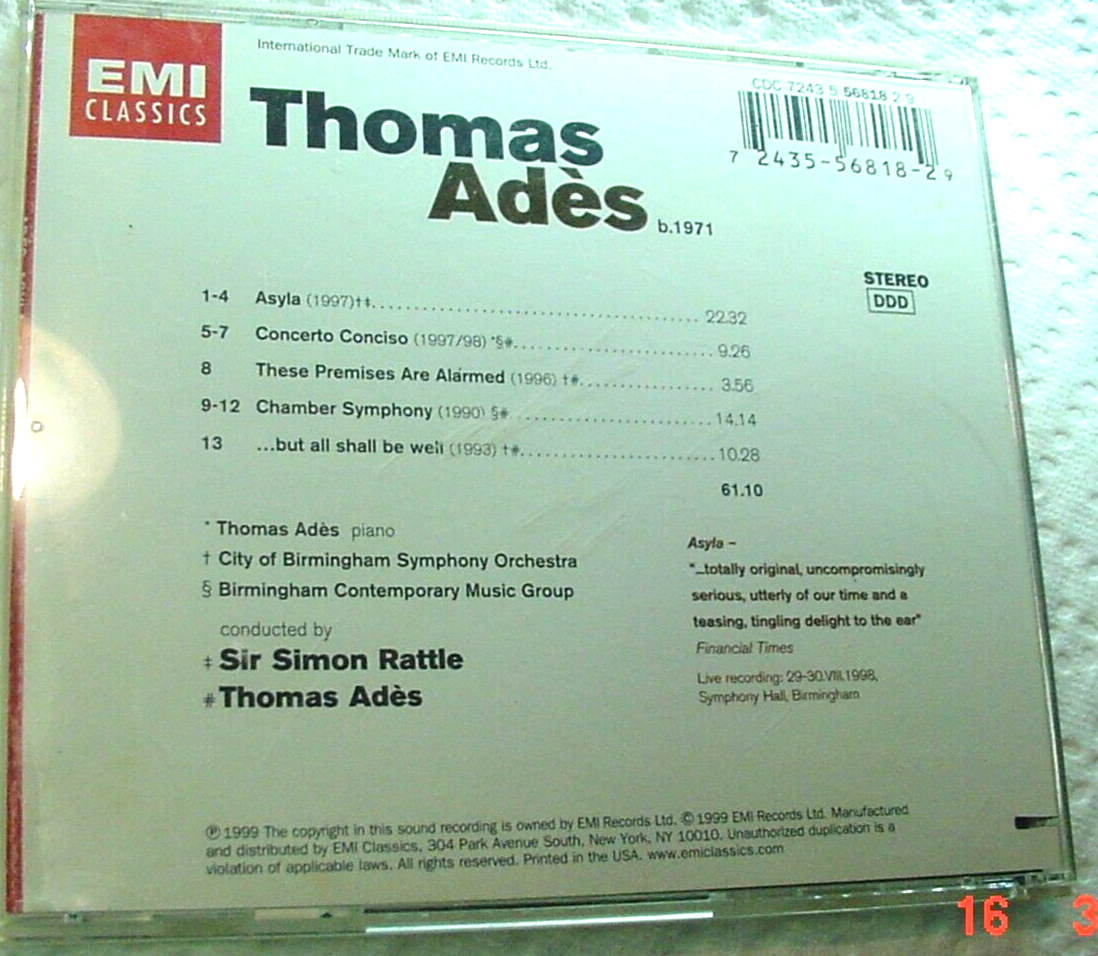 EMI
CLASSICS
International Trade Mark of EMI Records Ltd.
CDC 7243 5 56818 2 9
7 2435-56818-2 9
Thomas
Adès b.1971
STEREO
DDD
1-4 Asyla (1997)†‡ 22.32
5-7 Concerto Conciso (1997/98) *§# 9.26
8 These Premises Are Alarmed (1996) †# 3.56
9-12 Chamber Symphony (1990) §# 14.14
13 ...but all shall be well (1993) †# 10.28
61.10
* Thomas Adès piano
† City of Birmingham Symphony Orchestra
§ Birmingham Contemporary Music Group
conducted by
‡ Sir Simon Rattle
# Thomas Adès
Asyla –
"...totally original, uncompromisingly
serious, utterly of our time and a
teasing, tingling delight to the ear"
Financial Times
Live recording: 29-30.VIII.1998,
Symphony Hall, Birmingham
℗ 1999 The copyright in this sound recording is owned by EMI Records Ltd. © 1999 EMI Records Ltd. Manufactured
and distributed by EMI Classics, 304 Park Avenue South, New York, NY 10010. Unauthorized duplication is a
violation of applicable laws. All rights reserved. Printed in the USA. www.emiclassics.com
16 3